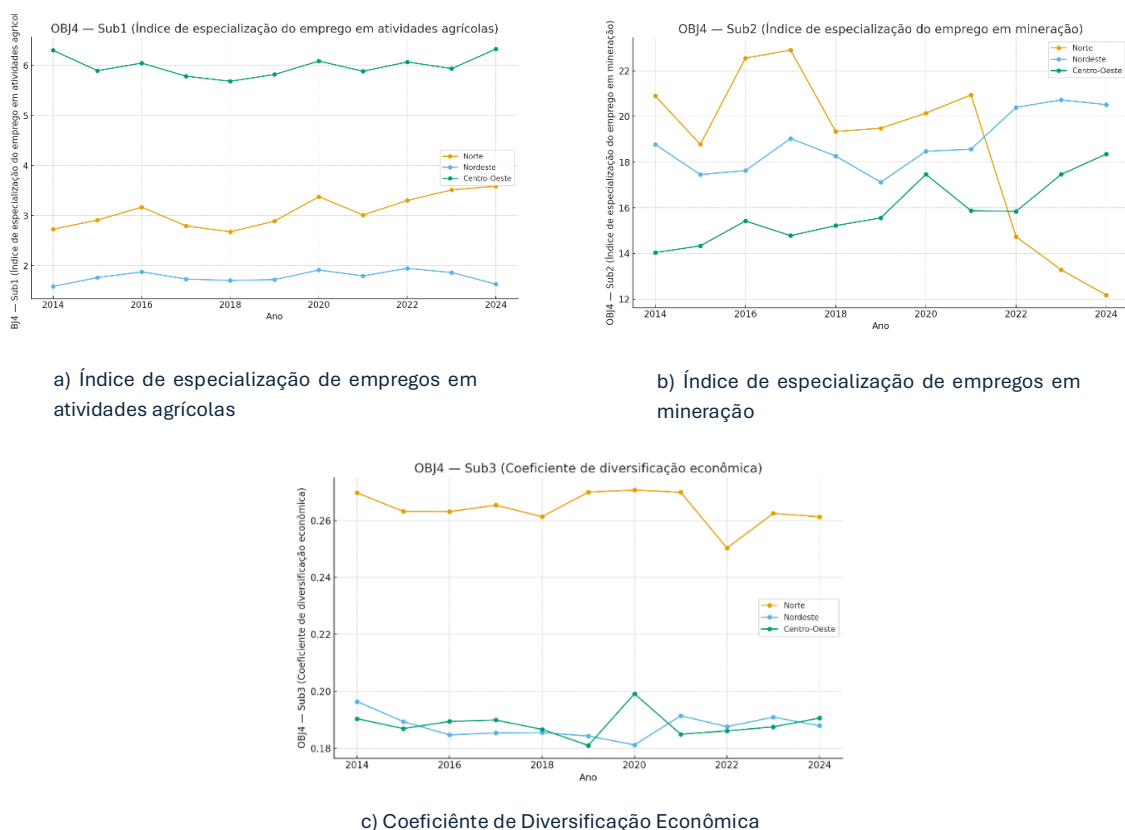 OBJ4 — Sub1 (Índice de especialização do emprego em atividades agrícolas)
BJ4 — Sub1 (Índice de especialização do emprego em atividades agrícol
6
5
4
3
2
Norte
Nordeste
Centro-Oeste
2014
2016
2018
2020
2022
2024
Ano
a) Índice de especialização de empregos em
atividades agrícolas
OBJ4 — Sub2 (Índice de especialização do emprego em mineração)
OBJ4 — Sub2 (Índice de especialização do emprego em mineração)
22
20
18
16
14
12
Norte
Nordeste
Centro-Oeste
2014
2016
2018
2020
2022
2024
Ano
b) Índice de especialização de empregos em
mineração
OBJ4 — Sub3 (Coeficiente de diversificação econômica)
OBJ4 — Sub3 (Coeficiente de diversificação econômica)
0.26
0.24
0.22
0.20
0.18
Norte
Nordeste
Centro-Oeste
2014
2016
2018
2020
2022
2024
Ano
c) Coeficiênte de Diversificação Econômica